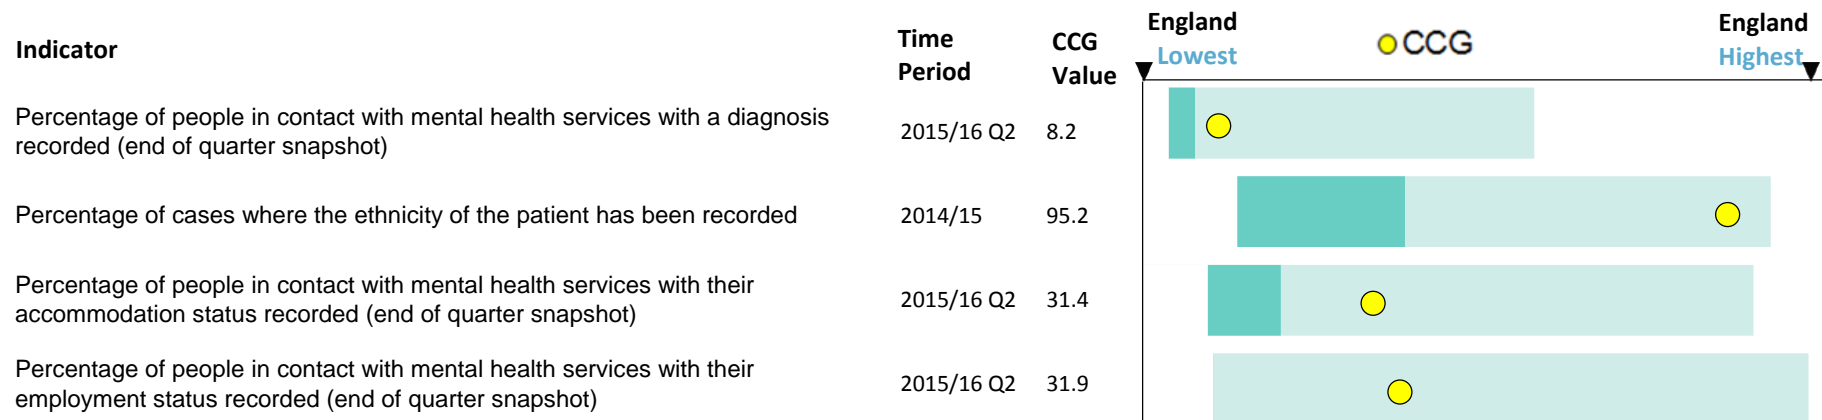 Indicator
Time
Period
CCG
Value
England
Lowest
CCG
England
Highest
Percentage of people in contact with mental health services with a diagnosis
recorded (end of quarter snapshot)
2015/16 Q2
8.2
Percentage of cases where the ethnicity of the patient has been recorded
2014/15
95.2
Percentage of people in contact with mental health services with their
accommodation status recorded (end of quarter snapshot)
2015/16 Q2
31.4
Percentage of people in contact with mental health services with their
employment status recorded (end of quarter snapshot)
2015/16 Q2
31.9